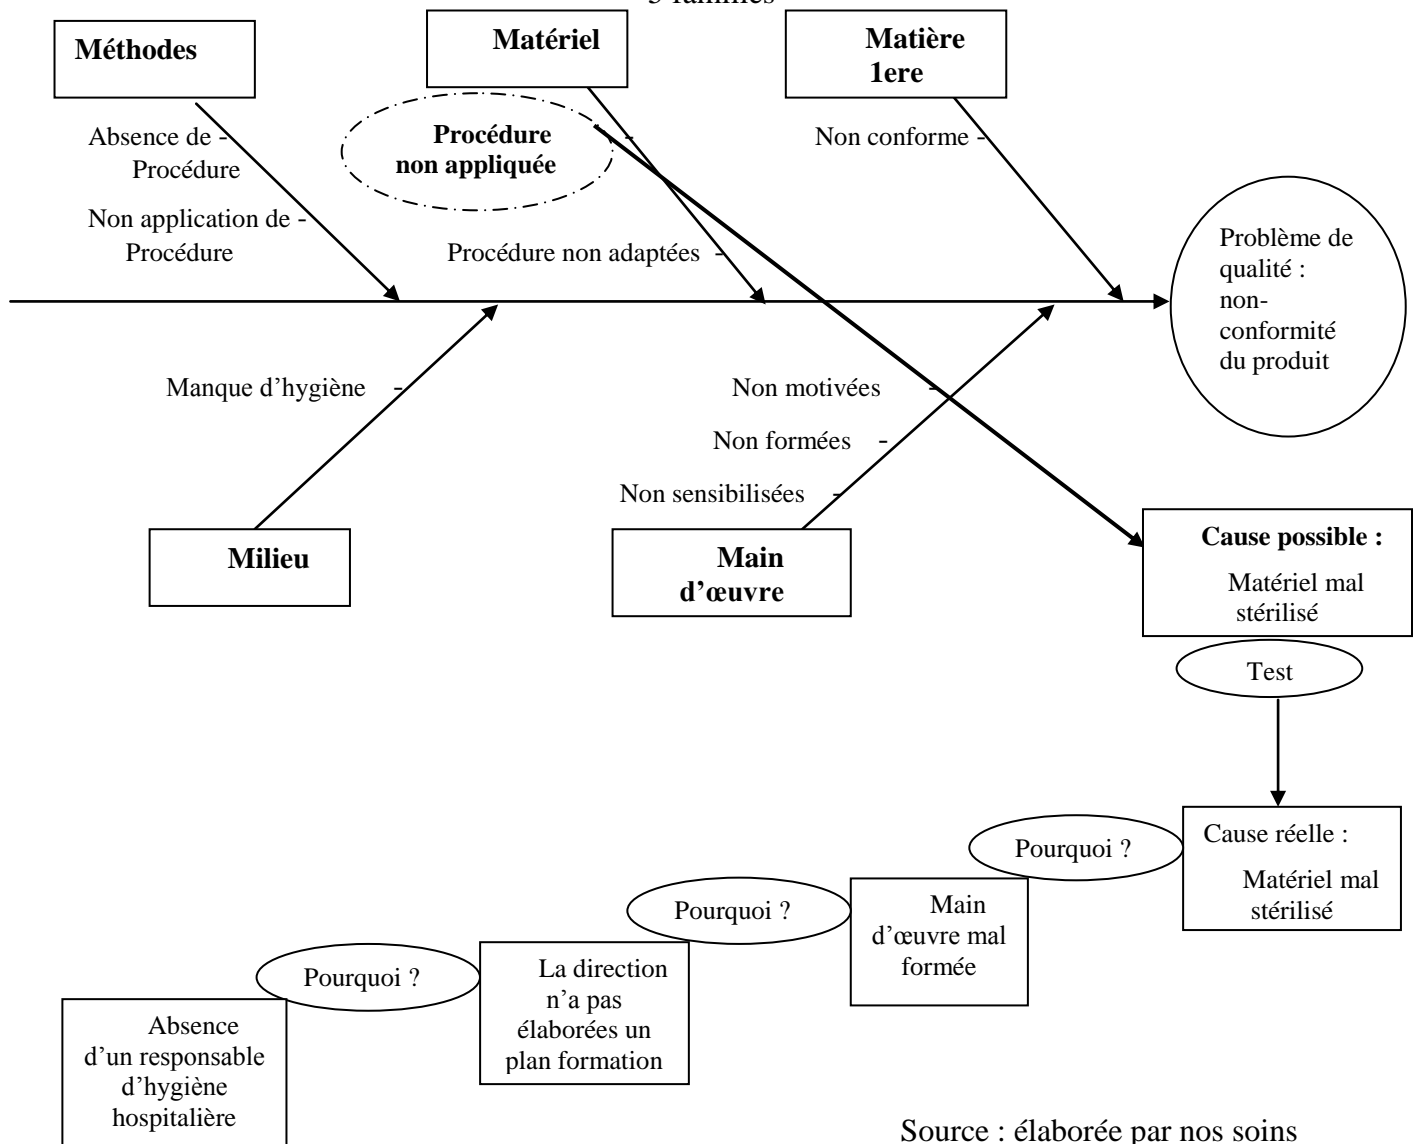 5 familles
Méthodes
Matériel
Matière
1ere
Absence de -
Procédure
Non application de -
Procédure
Procédure
non appliquée
-
Procédure non adaptées -
Non conforme -
Problème de
qualité :
non-
conformité
du produit
Manque d’hygiène -
Non motivées -
Non formées -
Non sensibilisées -
Milieu
Main
d’œuvre
Cause possible :
Matériel mal
stérilisé
Test
Cause réelle :
Matériel mal
stérilisé
Pourquoi ?
Main
d’œuvre mal
formée
Pourquoi ?
La direction
n’a pas
élaborées un
plan formation
Pourquoi ?
Absence
d’un responsable
d’hygiène
hospitalière
Source : élaborée par nos soins